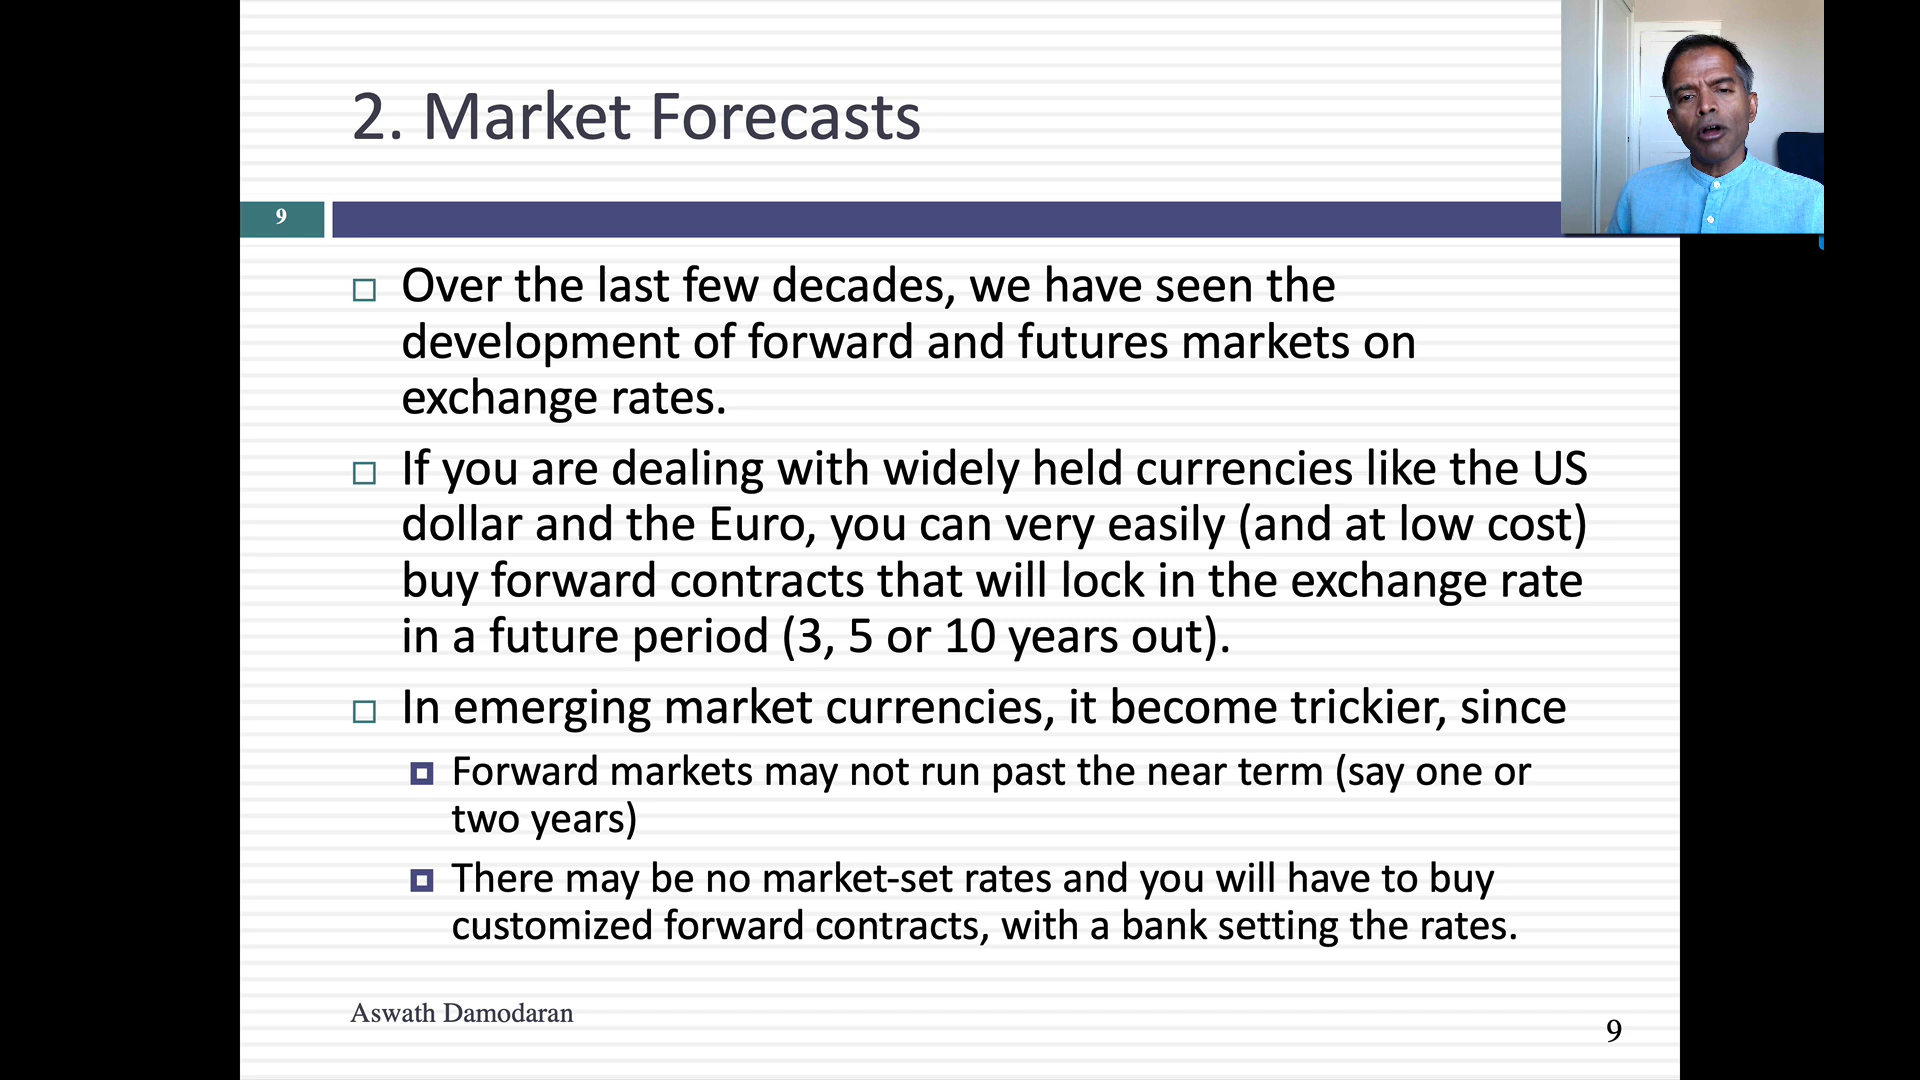 2. Market Forecasts
9
Over the last few decades, we have seen the
development of forward and futures markets on
exchange rates.
If you are dealing with widely held currencies like the US
dollar and the Euro, you can very easily (and at low cost)
buy forward contracts that will lock in the exchange rate
in a future period (3, 5 or 10 years out).
In emerging market currencies, it become trickier, since
Forward markets may not run past the near term (say one or
two years)
There may be no market-set rates and you will have to buy
customized forward contracts, with a bank setting the rates.
Aswath Damodaran
9